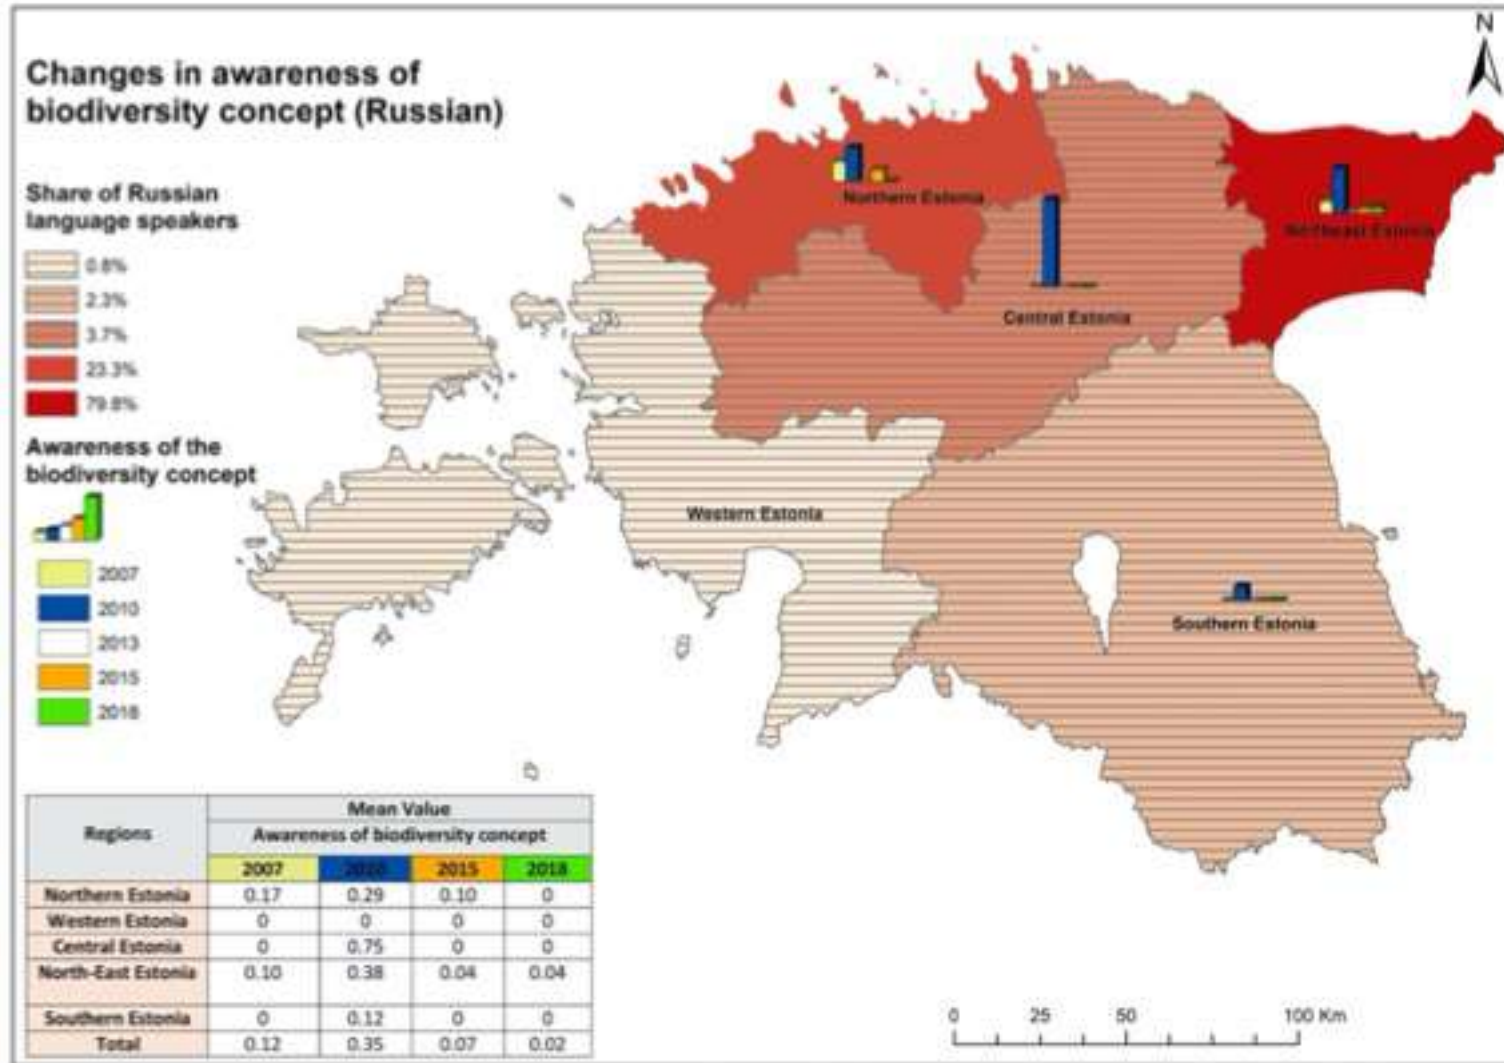 N
Changes in awareness of
biodiversity concept (Russian)
Share of Russian
language speakers
0.8%
2.3%
3.7%
23.3%
79.8%
Awareness of the
biodiversity concept
2007
2010
2013
2015
2018
Northern Estonia
Northeast Estonia
Central Estonia
Western Estonia
Southern Estonia
Regions
Mean Value
Awareness of biodiversity concept
2007 2010 2015 2018
Northern Estonia 0.17 0.29 0.10 0
Western Estonia 0 0 0 0
Central Estonia 0 0.75 0 0
North-East Estonia 0.10 0.38 0.04 0.04
Southern Estonia 0 0.12 0 0
Total 0.12 0.35 0.07 0.02
0 25 50 100 Km